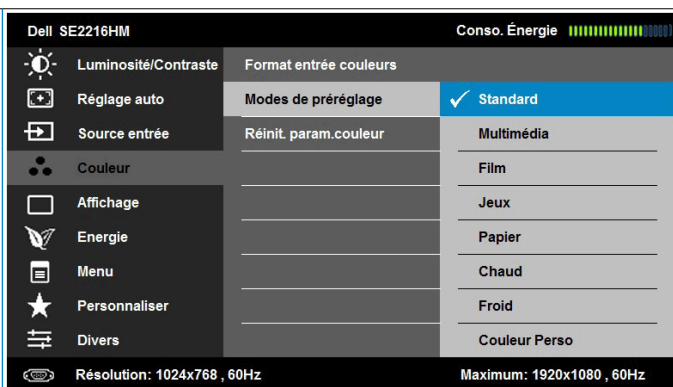 Dell SE2216HM Conso. Énergie
Luminosité/Contraste Format entrée couleurs
Réglage auto Modes de préréglage Standard
Source entrée Réinit. param.couleur Multimédia
Couleur Film
Affichage Jeux
Energie Papier
Menu Chaud
Personnaliser Froid
Divers Couleur Perso
Résolution: 1024x768 , 60Hz Maximum: 1920x1080 , 60Hz